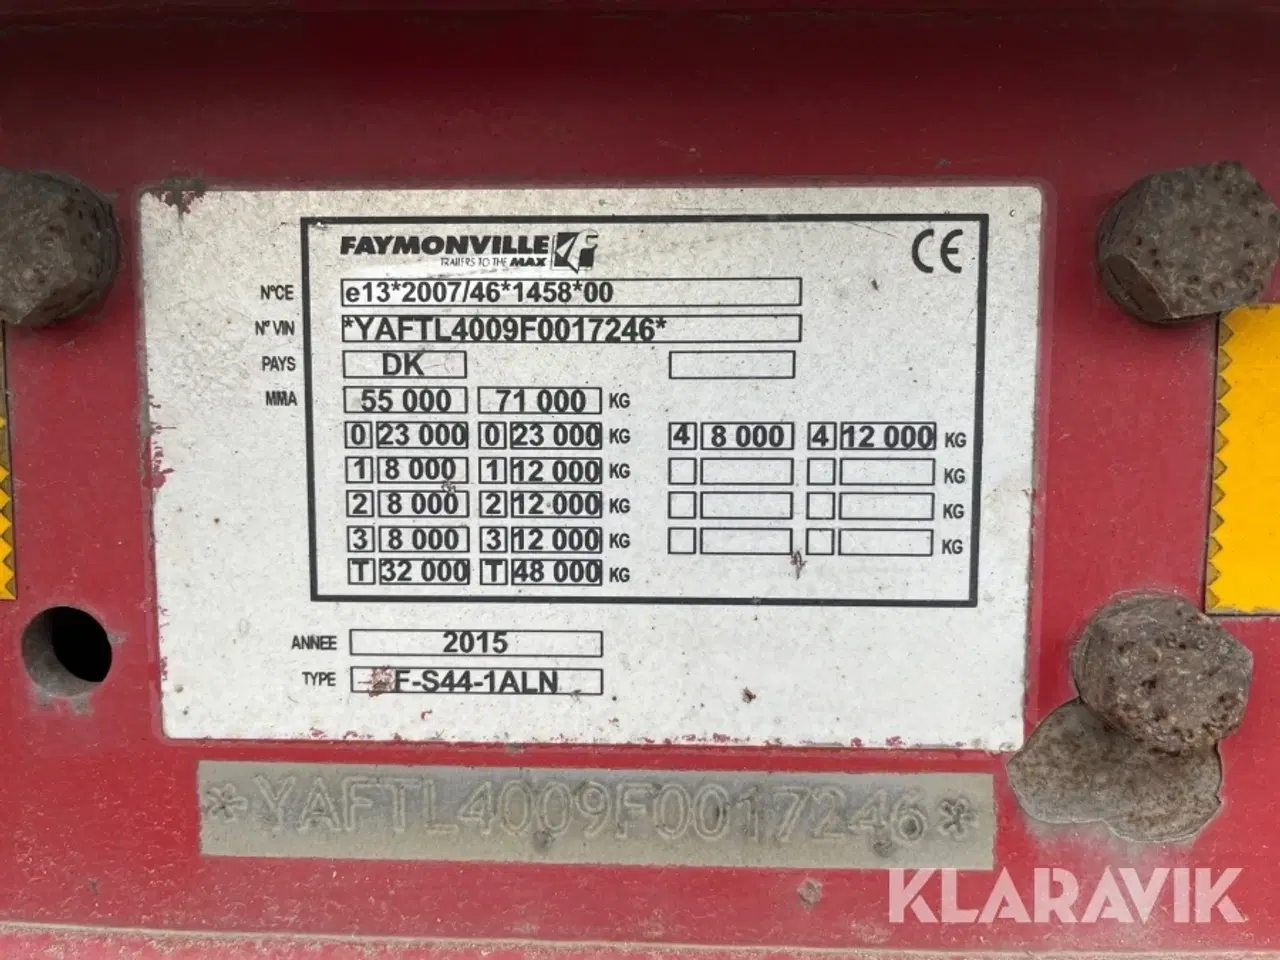 FAYMONVILLE
TRAILERS TO THE MAX
CE
N°CE e13*2007/46*1458*00
N° VIN *YAFTL4009F0017246*
PAYS DK
MMA 55 000 71 000 KG
0 23 000 0 23 000 KG 4 8 000 4 12 000 KG
1 8 000 1 12 000 KG KG
2 8 000 2 12 000 KG KG
3 8 000 3 12 000 KG KG
T 32 000 T 48 000 KG
ANNEE 2015
TYPE F-S44-1ALN
*YAFTL4009F0017246*
KLARAVIK